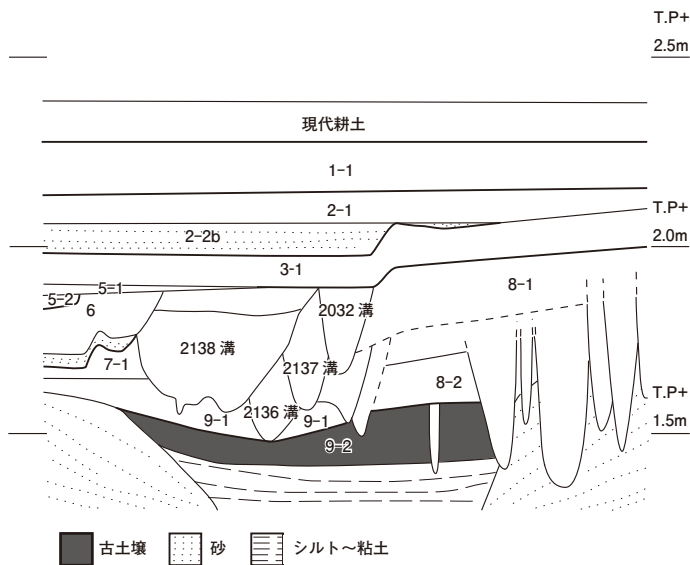 T.P+
2.5m
現代耕土
1-1
2-1
T.P+
2.0m
2-2b
3-1
8-1
5-1
5-2
6
2032 溝
2138 溝
7-1
2137 溝
8-2
T.P+
1.5m
9-1
2136 溝
9-1
9-2
古土壌
砂
シルト～粘土